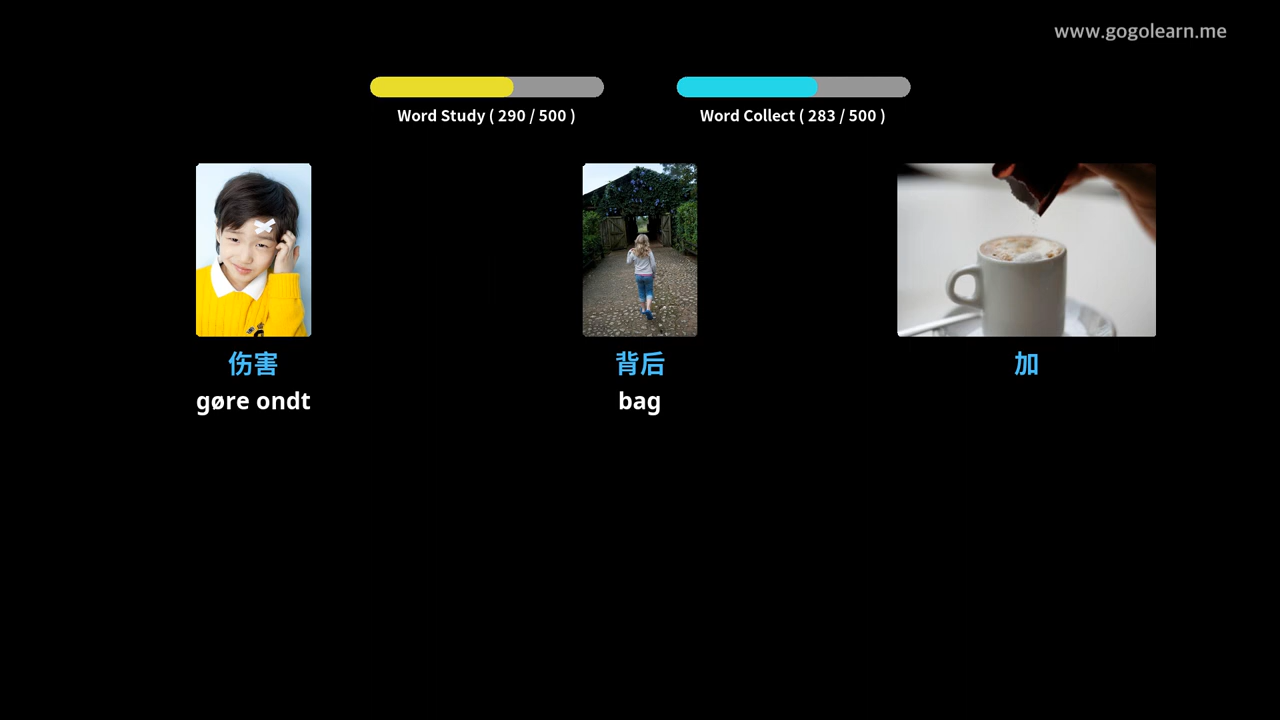 www.gogolearn.me
Word Study ( 290 / 500 )
Word Collect ( 283 / 500 )
伤害
gøre ondt
背后
bag
加